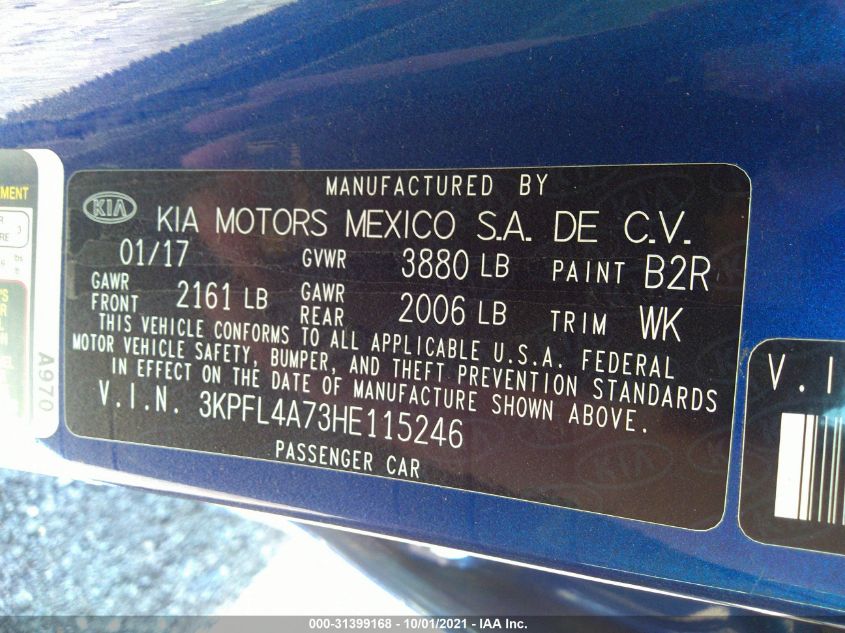 MANUFACTURED BY
KIA
KIA MOTORS MEXICO S.A. DE C.V.
01/17 GVWR 3880 LB PAINT B2R
GAWR FRONT 2161 LB GAWR REAR 2006 LB TRIM WK
THIS VEHICLE CONFORMS TO ALL APPLICABLE U.S.A. FEDERAL
MOTOR VEHICLE SAFETY, BUMPER, AND THEFT PREVENTION STANDARDS
IN EFFECT ON THE DATE OF MANUFACTURE SHOWN ABOVE.
V.I.N. 3KPFL4A73HE115246
PASSENGER CAR
A970
V.I
000-31399168 - 10/01/2021 - IAA Inc.